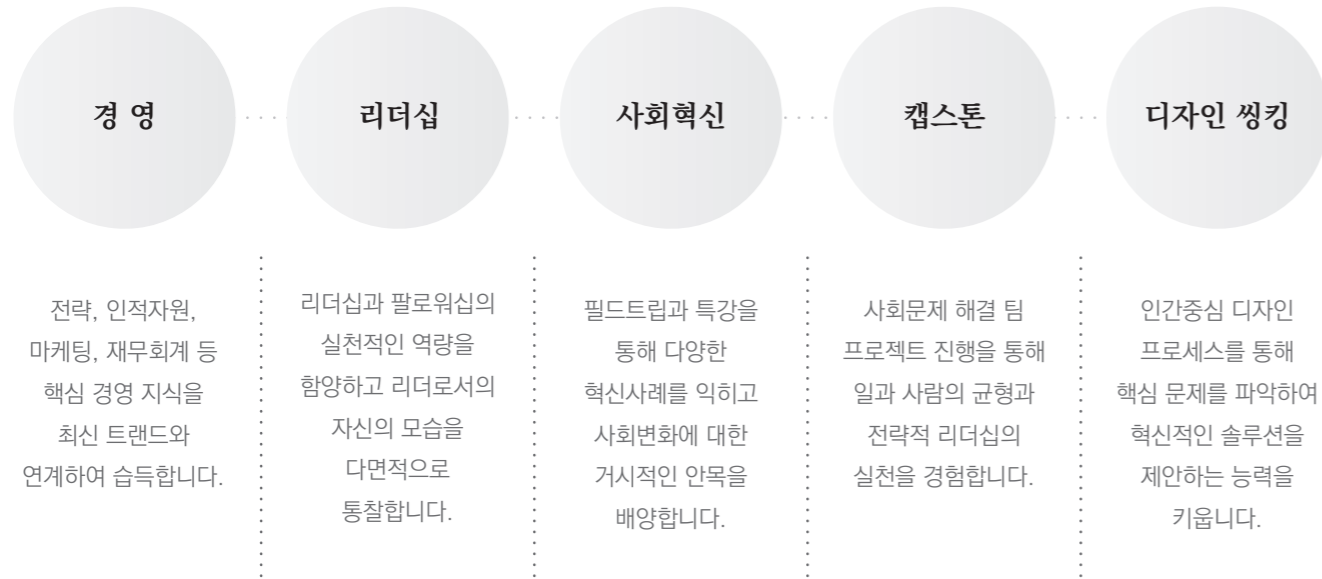 경 영
전략, 인적자원,
마케팅, 재무회계 등
핵심 경영 지식을
최신 트랜드와
연계하여 습득합니다.
리더십
리더십과 팔로워십의
실천적인 역량을
함양하고 리더로서의
자신의 모습을
다면적으로
통찰합니다.
사회혁신
필드트립과 특강을
통해 다양한
혁신사례를 익히고
사회변화에 대한
거시적인 안목을
배양합니다.
캡스톤
사회문제 해결 팀
프로젝트 진행을 통해
일과 사람의 균형과
전략적 리더십의
실천을 경험합니다.
디자인 씽킹
인간중심 디자인
프로세스를 통해
핵심 문제를 파악하여
혁신적인 솔루션을
제안하는 능력을
키웁니다.